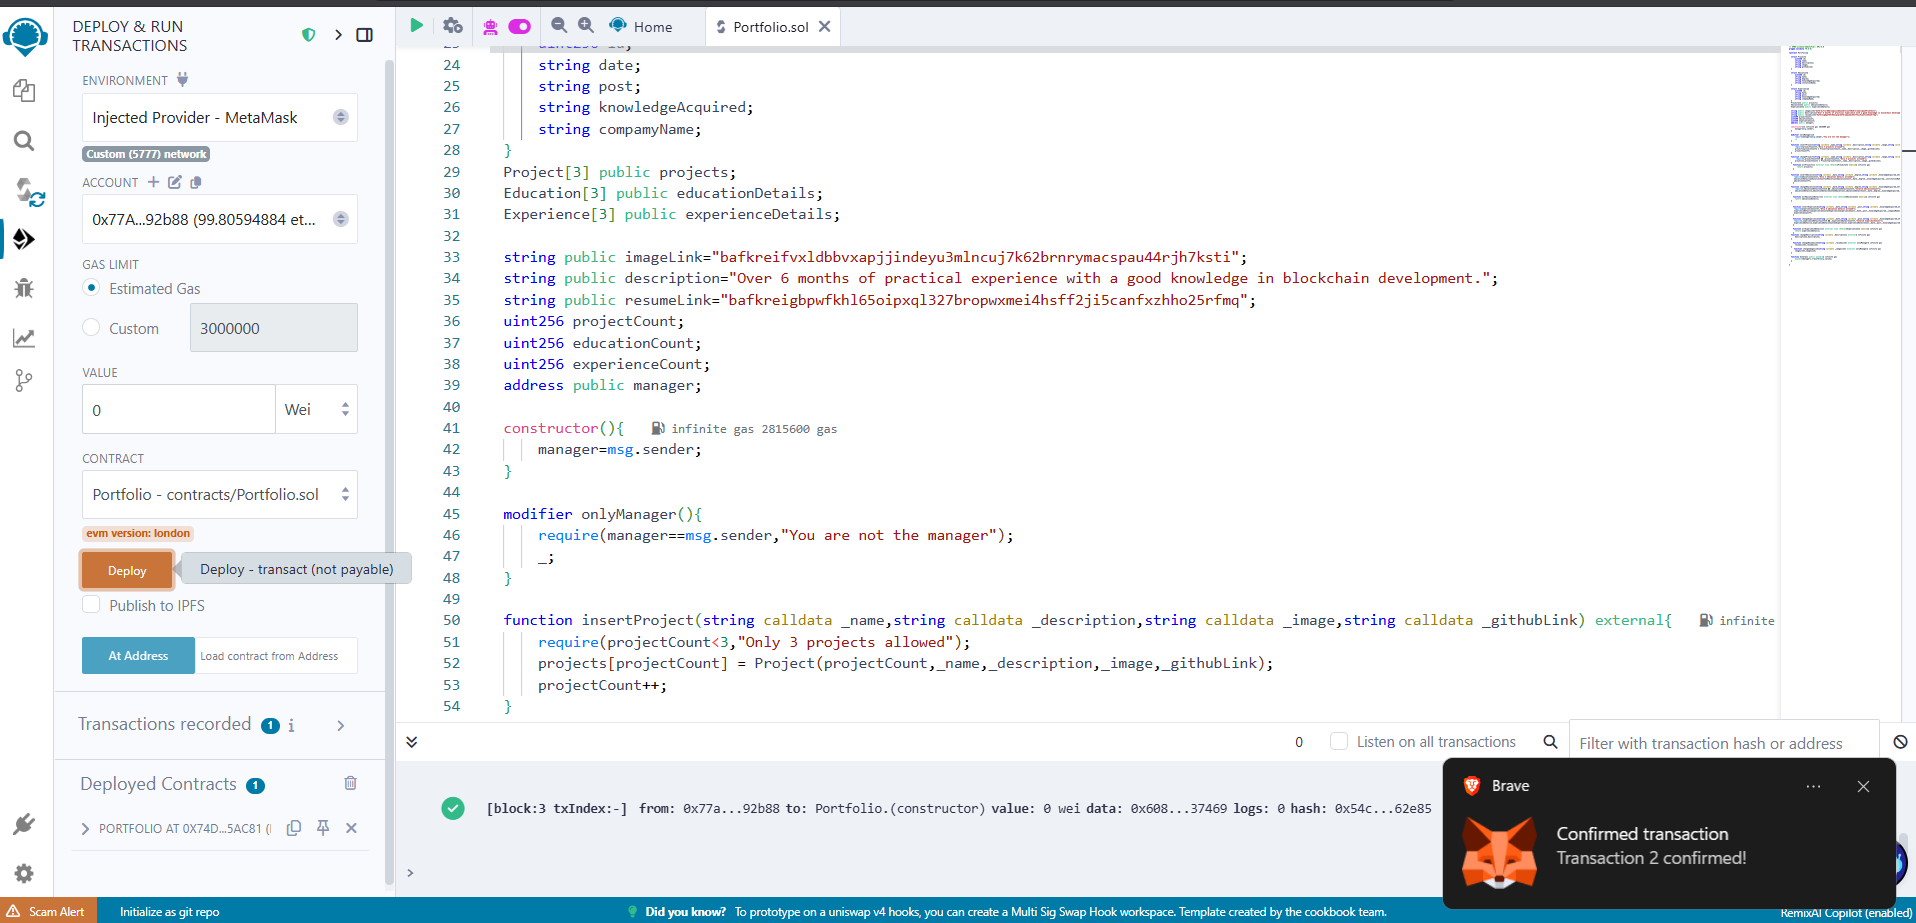 DEPLOY & RUN
TRANSACTIONS
ENVIRONMENT
Injected Provider - MetaMask
Custom (5777) network
ACCOUNT
0x77A...92b88 (99.80594884 et...
GAS LIMIT
Estimated Gas
Custom
3000000
VALUE
0
Wei
CONTRACT
Portfolio - contracts/Portfolio.sol
evm version: london
Deploy
Deploy - transact (not payable)
Publish to IPFS
At Address
Load contract from Address
Transactions recorded 1 i
Deployed Contracts 1
PORTFOLIO AT 0X74D...5AC81 (
Scam Alert
Initialize as git repo
Home
Portfolio.sol
24 string date;
25 string post;
26 string knowledgeAcquired;
27 string compamyName;
28 }
29 Project[3] public projects;
30 Education[3] public educationDetails;
31 Experience[3] public experienceDetails;
32
33 string public imageLink="bafkreifvxldbbvxapjjindeyu3mlncuj7k62brnrymacspau44rjh7ksti";
34 string public description="Over 6 months of practical experience with a good knowledge in blockchain development.";
35 string public resumeLink="bafkreigbpwfkhl65oipxql327bropwxmei4hsff2ji5canfxzhho25rfmq";
36 uint256 projectCount;
37 uint256 educationCount;
38 uint256 experienceCount;
39 address public manager;
40
41 constructor(){ infinite gas 2815600 gas
42 manager=msg.sender;
43 }
44
45 modifier onlyManager(){
46 require(manager==msg.sender,"You are not the manager");
47 _;
48 }
49
50 function insertProject(string calldata _name,string calldata _description,string calldata _image,string calldata _githubLink) external{ infinite
51 require(projectCount<3,"Only 3 projects allowed");
52 projects[projectCount] = Project(projectCount,_name,_description,_image,_githubLink);
53 projectCount++;
54 }
0
Listen on all transactions
Filter with transaction hash or address
[block:3 txIndex:-] from: 0x77a...92b88 to: Portfolio.(constructor) value: 0 wei data: 0x608...37469 logs: 0 hash: 0x54c...62e85
>
Brave
Confirmed transaction
Transaction 2 confirmed!
Did you know? To prototype on a uniswap v4 hooks, you can create a Multi Sig Swap Hook workspace. Template created by the cookbook team.
RemixAI Copilot (enabled)